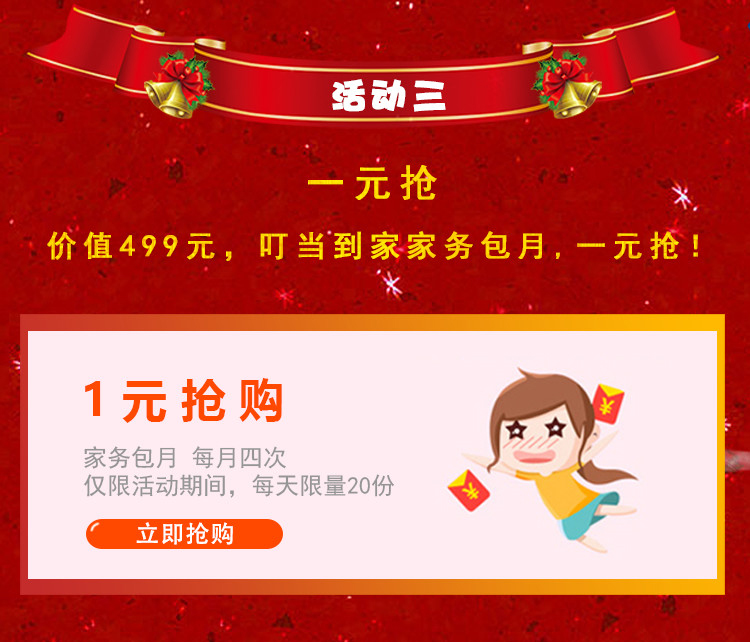 活动三
一元抢
价值499元，叮当到家家务包月,一元抢!
1元抢购
家务包月 每月四次
仅限活动期间，每天限量20份
立即抢购